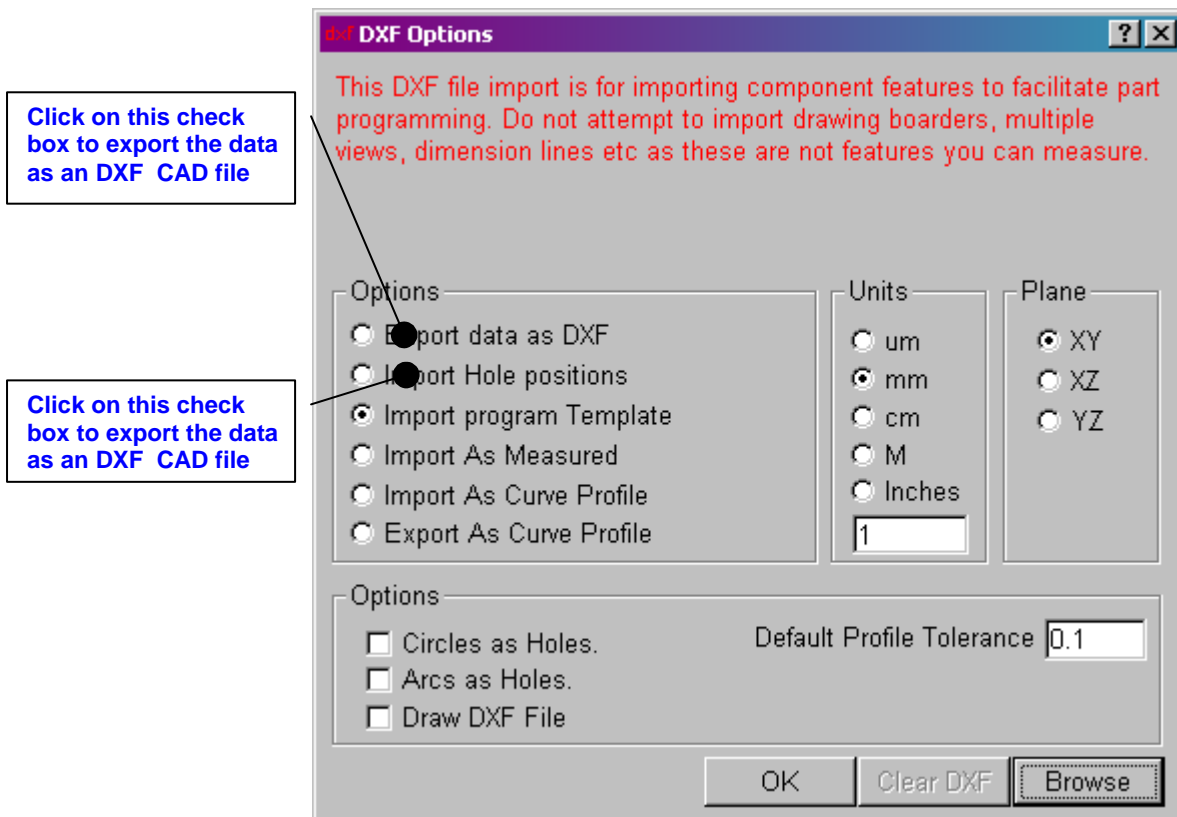 dxf DXF Options
This DXF file import is for importing component features to facilitate part
programming. Do not attempt to import drawing boarders, multiple
views, dimension lines etc as these are not features you can measure.
Click on this check
box to export the data
as an DXF CAD file
Click on this check
box to export the data
as an DXF CAD file
Options
Export data as DXF
Import Hole positions
Import program Template
Import As Measured
Import As Curve Profile
Export As Curve Profile
Units
um
mm
cm
M
Inches
1
Plane
XY
XZ
YZ
Options
Circles as Holes.
Arcs as Holes.
Draw DXF File
Default Profile Tolerance 0.1
OK
Clear DXF
Browse